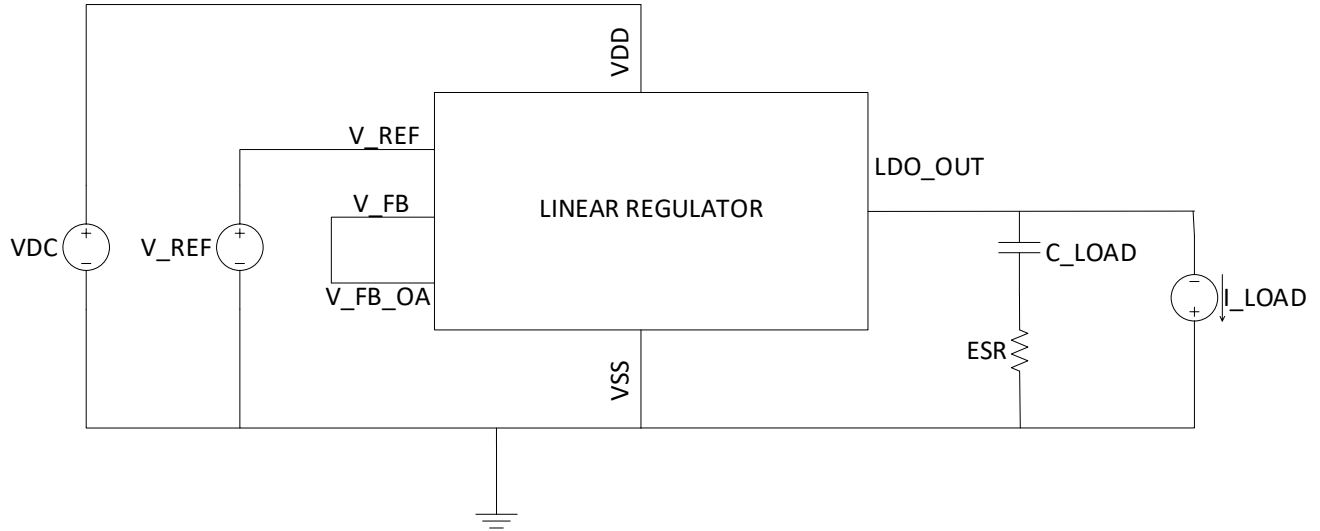 VDD
V_REF
LDO_OUT
V_FB
LINEAR REGULATOR
VDC
V_REF
C_LOAD
V_FB_OA
I_LOAD
ESR
VSS